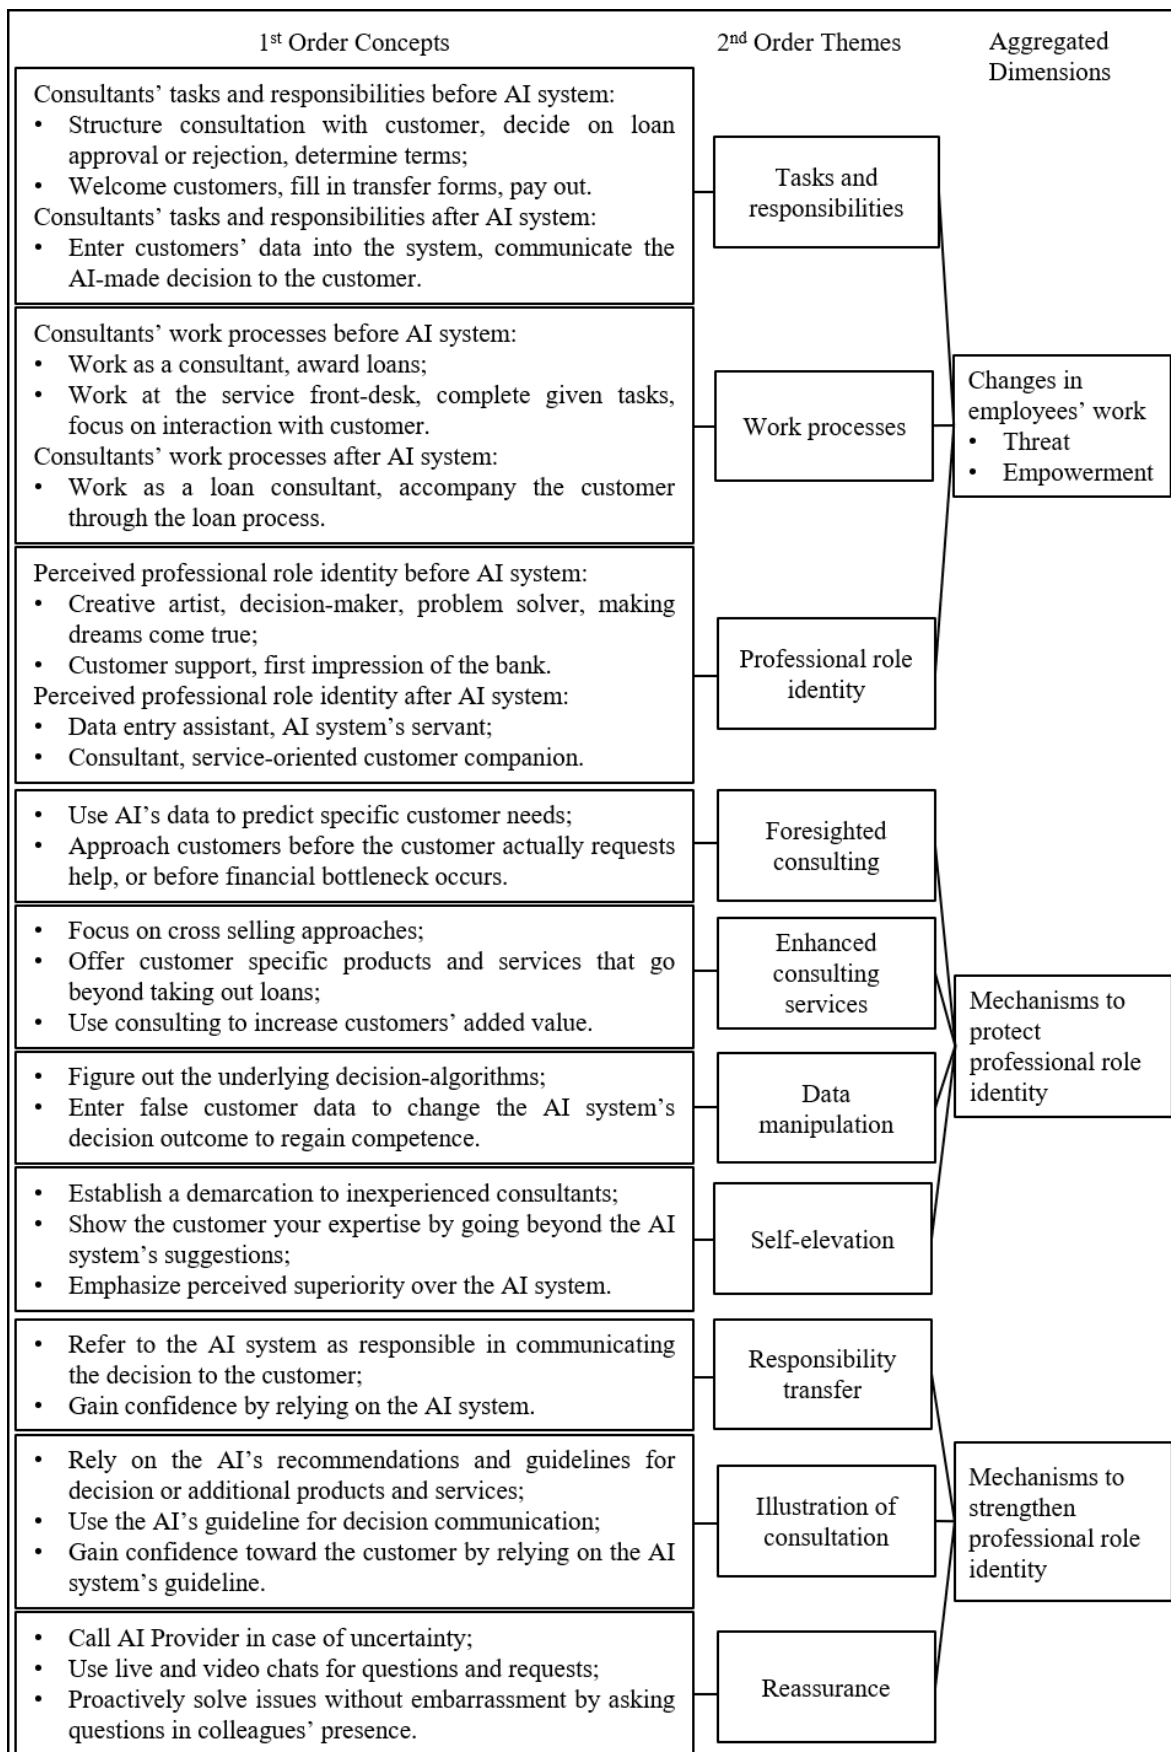 1st Order Concepts
2nd Order Themes
Aggregated
Dimensions
Consultants’ tasks and responsibilities before AI system:
• Structure consultation with customer, decide on loan
approval or rejection, determine terms;
• Welcome customers, fill in transfer forms, pay out.
Consultants’ tasks and responsibilities after AI system:
• Enter customers’ data into the system, communicate the
AI-made decision to the customer.
Tasks and
responsibilities
Consultants’ work processes before AI system:
• Work as a consultant, award loans;
• Work at the service front-desk, complete given tasks,
focus on interaction with customer.
Consultants’ work processes after AI system:
• Work as a loan consultant, accompany the customer
through the loan process.
Work processes
Perceived professional role identity before AI system:
• Creative artist, decision-maker, problem solver, making
dreams come true;
• Customer support, first impression of the bank.
Perceived professional role identity after AI system:
• Data entry assistant, AI system’s servant;
• Consultant, service-oriented customer companion.
Professional role
identity
Changes in
employees’ work
• Threat
• Empowerment
• Use AI’s data to predict specific customer needs;
• Approach customers before the customer actually requests
help, or before financial bottleneck occurs.
Foresighted
consulting
• Focus on cross selling approaches;
• Offer customer specific products and services that go
beyond taking out loans;
• Use consulting to increase customers’ added value.
Enhanced
consulting
services
• Figure out the underlying decision-algorithms;
• Enter false customer data to change the AI system’s
decision outcome to regain competence.
Data
manipulation
• Establish a demarcation to inexperienced consultants;
• Show the customer your expertise by going beyond the AI
system’s suggestions;
• Emphasize perceived superiority over the AI system.
Self-elevation
Mechanisms to
protect
professional role
identity
• Refer to the AI system as responsible in communicating
the decision to the customer;
• Gain confidence by relying on the AI system.
Responsibility
transfer
• Rely on the AI’s recommendations and guidelines for
decision or additional products and services;
• Use the AI’s guideline for decision communication;
• Gain confidence toward the customer by relying on the AI
system’s guideline.
Illustration of
consultation
• Call AI Provider in case of uncertainty;
• Use live and video chats for questions and requests;
• Proactively solve issues without embarrassment by asking
questions in colleagues’ presence.
Reassurance
Mechanisms to
strengthen
professional role
identity